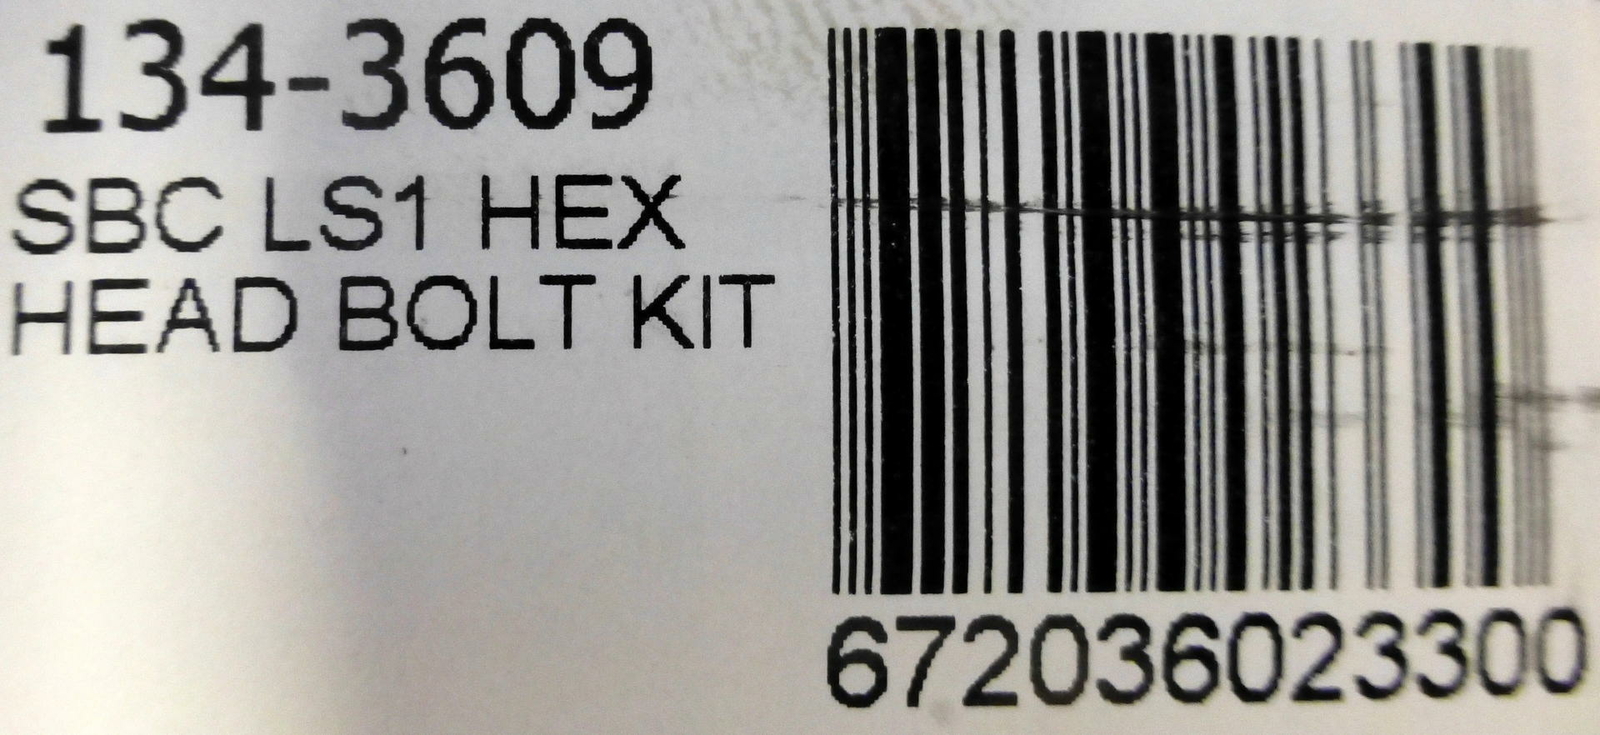 134-3609
SBC LS1 HEX
HEAD BOLT KIT
672036023300